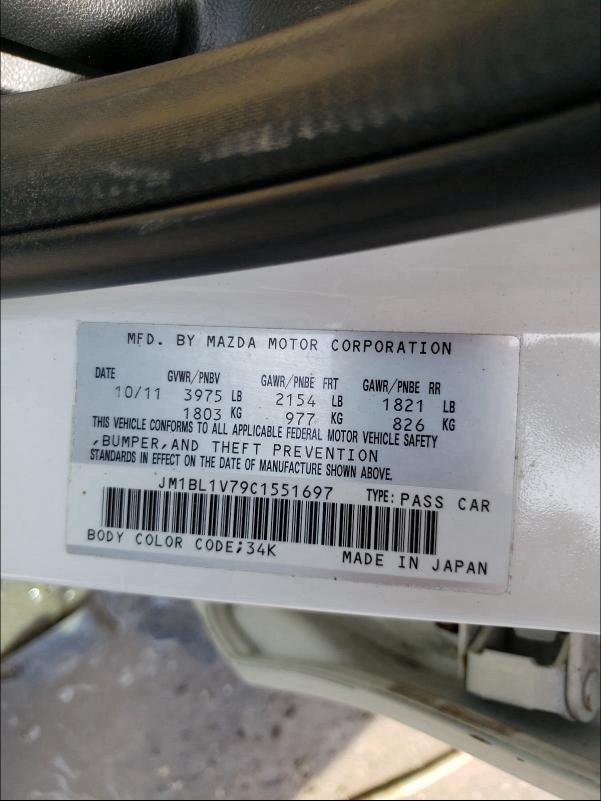 MFD. BY MAZDA MOTOR CORPORATION
DATE GVWR/PNBV GAWR/PNBE FRT GAWR/PNBE RR
10/11 3975 LB 2154 LB 1821 LB
1803 KG 977 KG 826 KG
THIS VEHICLE CONFORMS TO ALL APPLICABLE FEDERAL MOTOR VEHICLE SAFETY
,BUMPER,AND THEFT PREVENTION
STANDARDS IN EFFECT ON THE DATE OF MANUFACTURE SHOWN ABOVE.
JM1BL1V79C1551697 TYPE: PASS CAR
BODY COLOR CODE;34K MADE IN JAPAN